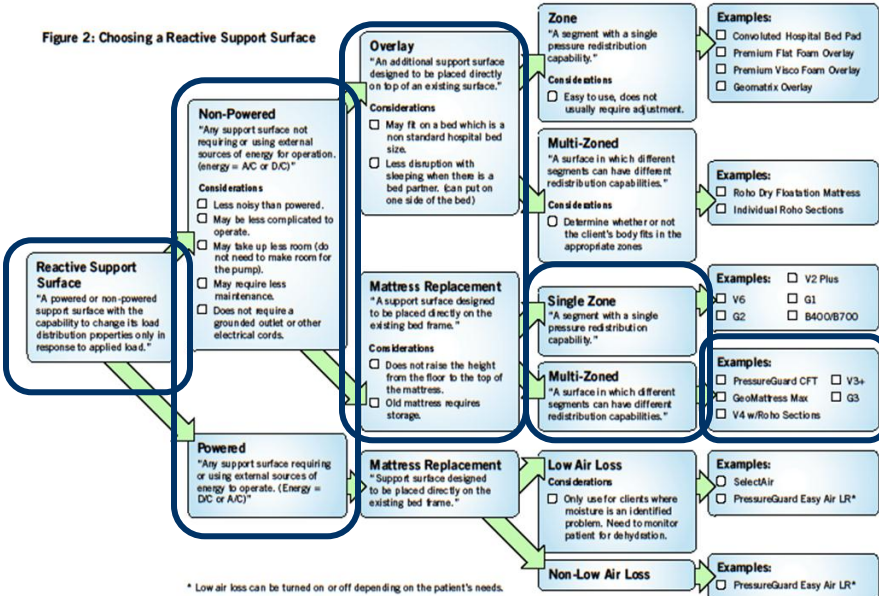 Figure 2: Choosing a Reactive Support Surface
Reactive Support
Surface
"A powered or non-powered
support surface with the
capability to change its load
distribution properties only in
response to applied load."
Non-Powered
"Any support surface not
requiring or using external
sources of energy for operation.
(energy = A/C or D/C)"
Considerations
Less noisy than powered.
May be less complicated to
operate.
May take up less room (do
not need to make room for
the pump).
May require less
maintenance.
Does not require a
grounded outlet or other
electrical cords.
Powered
"Any support surface requiring
or using external sources of
energy to operate. (Energy =
D/C or A/C)"
Overlay
"An additional support surface
designed to be placed directly
on top of an existing surface."
Considerations
May fit on a bed which is a
non standard hospital bed
size.
Less disruption with
sleeping when there is a
bed partner. (can put on
one side of the bed)
Mattress Replacement
"A support surface designed
to be placed directly on the
existing bed frame."
Considerations
Does not raise the height
from the floor to the top of
the mattress.
Old mattress requires
storage.
Mattress Replacement
"Support surface designed
to be placed directly on the
existing bed frame."
Zone
"A segment with a single
pressure redistribution
capability."
Considerations
Easy to use, does not
usually require adjustment.
Multi-Zoned
"A surface in which different
segments can have different
redistribution capabilities."
Considerations
Determine whether or not
the client's body fits in the
appropriate zones
Single Zone
"A segment with a single
pressure redistribution
capability."
Multi-Zoned
"A surface in which different
segments can have different
redistribution capabilities."
Low Air Loss
Considerations
Only use for clients where
moisture is an identified
problem. Need to monitor
patient for dehydration.
Non-Low Air Loss
Examples:
Convoluted Hospital Bed Pad
Premium Flat Foam Overlay
Premium Visco Foam Overlay
Geomatrix Overlay
Examples:
Roho Dry Floatation Mattress
Individual Roho Sections
Examples: V2 Plus
V6 G1
G2 B400/B700
Examples:
PressureGuard CFT V3+
GeoMattress Max G3
V4 w/Roho Sections
Examples:
SelectAir
PressureGuard Easy Air LR*
Examples:
PressureGuard Easy Air LR*
* Low air loss can be turned on or off depending on the patient's needs.